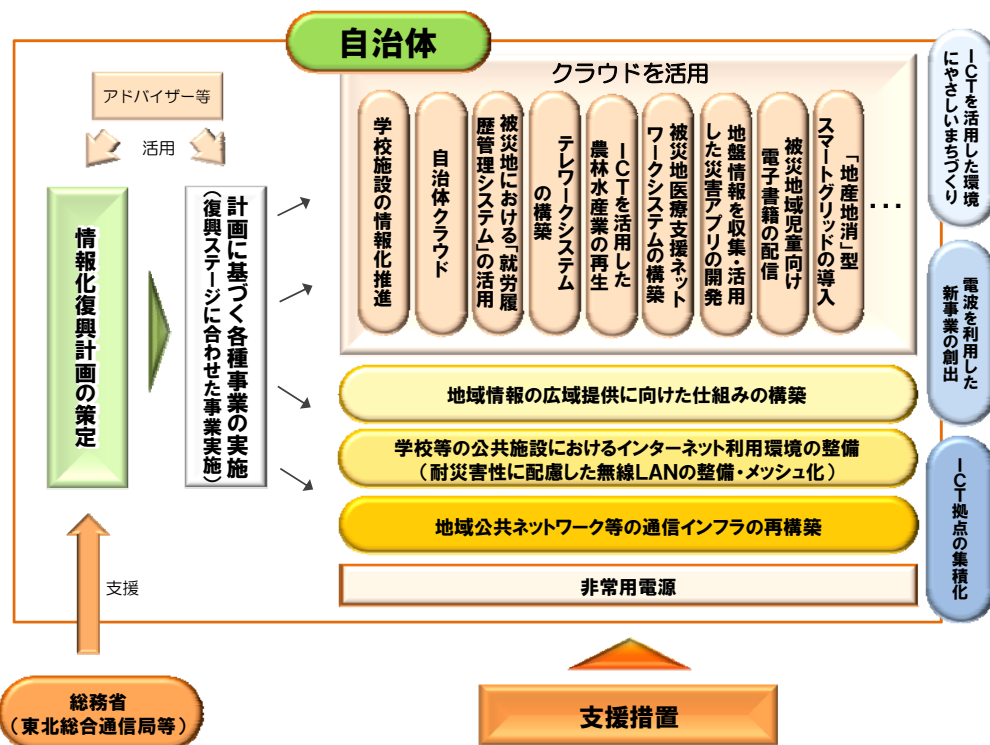 自治体
アドバイザー等
活用
情報化復興計画の策定
計画に基づく各種事業の実施
（復興ステージに合わせた事業実施）
支援
総務省
（東北総合通信局等）
クラウドを活用
学校施設の情報化推進
自治体クラウド
被災地における「就労履
歴管理システム」の活用
テレワークシステム
の構築
ICTを活用した
農林水産業の再生
被災地医療支援ネット
ワークシステムの構築
地盤情報を収集・活用
した災害アプリの開発
被災地域児童向け
電子書籍の配信
「地産地消」型
スマートグリッドの導入
･･･
地域情報の広域提供に向けた仕組みの構築
学校等の公共施設におけるインターネット利用環境の整備
（耐災害性に配慮した無線LANの整備・メッシュ化）
地域公共ネットワーク等の通信インフラの再構築
非常用電源
支援措置
ICTを活用した環境
にやさしいまちづくり
電波を利用した
新事業の創出
ICT拠点の集積化